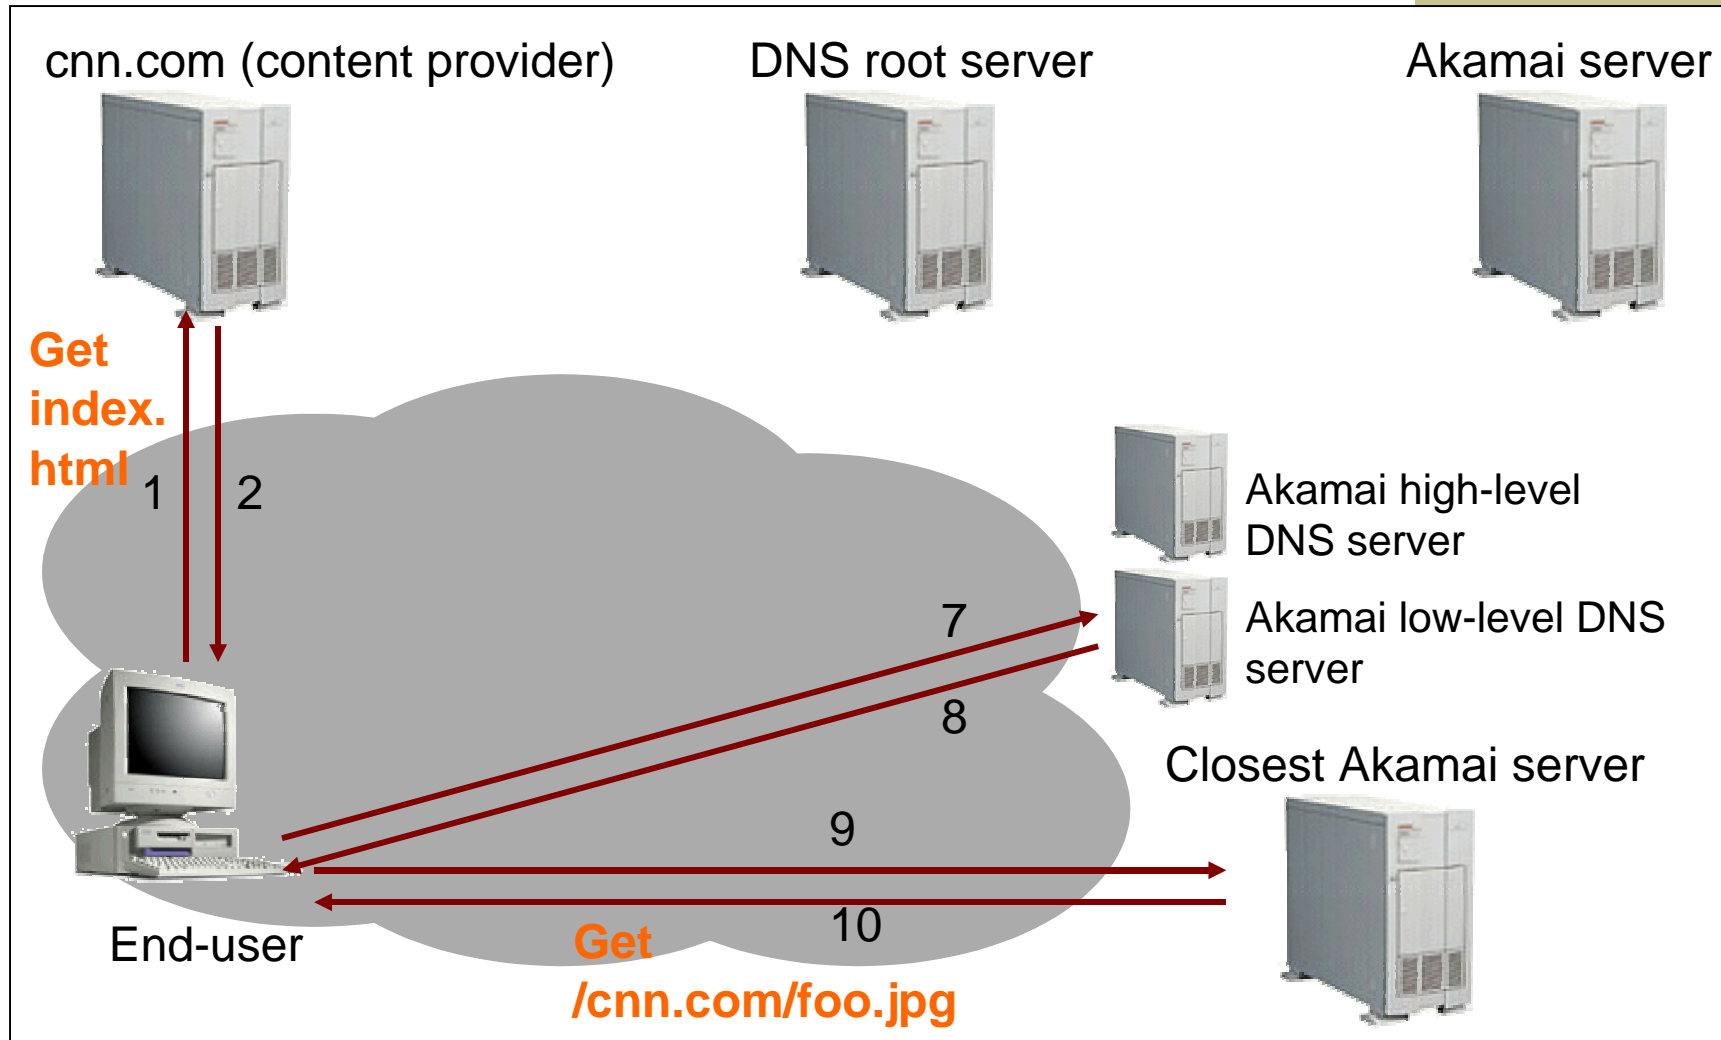 cnn.com (content provider)
DNS root server
Akamai server
Get
index.
html
1
2
Akamai high-level
DNS server
7
Akamai low-level DNS
server
8
Closest Akamai server
9
10
End-user
Get
/cnn.com/foo.jpg